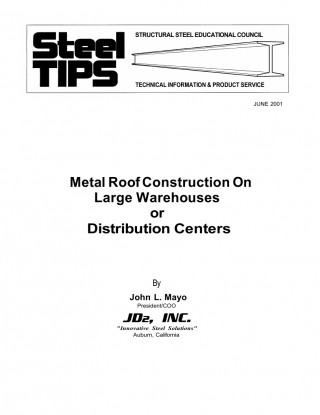 Steel
TIPS
STRUCTURAL STEEL EDUCATIONAL COUNCIL
TECHNICAL INFORMATION & PRODUCT SERVICE
JUNE 2001
Metal Roof Construction On
Large Warehouses
or
Distribution Centers
By
John L. Mayo
President/COO
JD2, INC.
"Innovative Steel Solutions"
Auburn, California